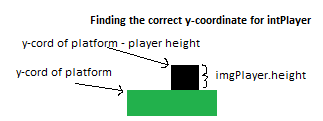 Finding the correct y-coordinate for intPlayer
y-cord of platform - player height
y-cord of platform
imgPlayer.height